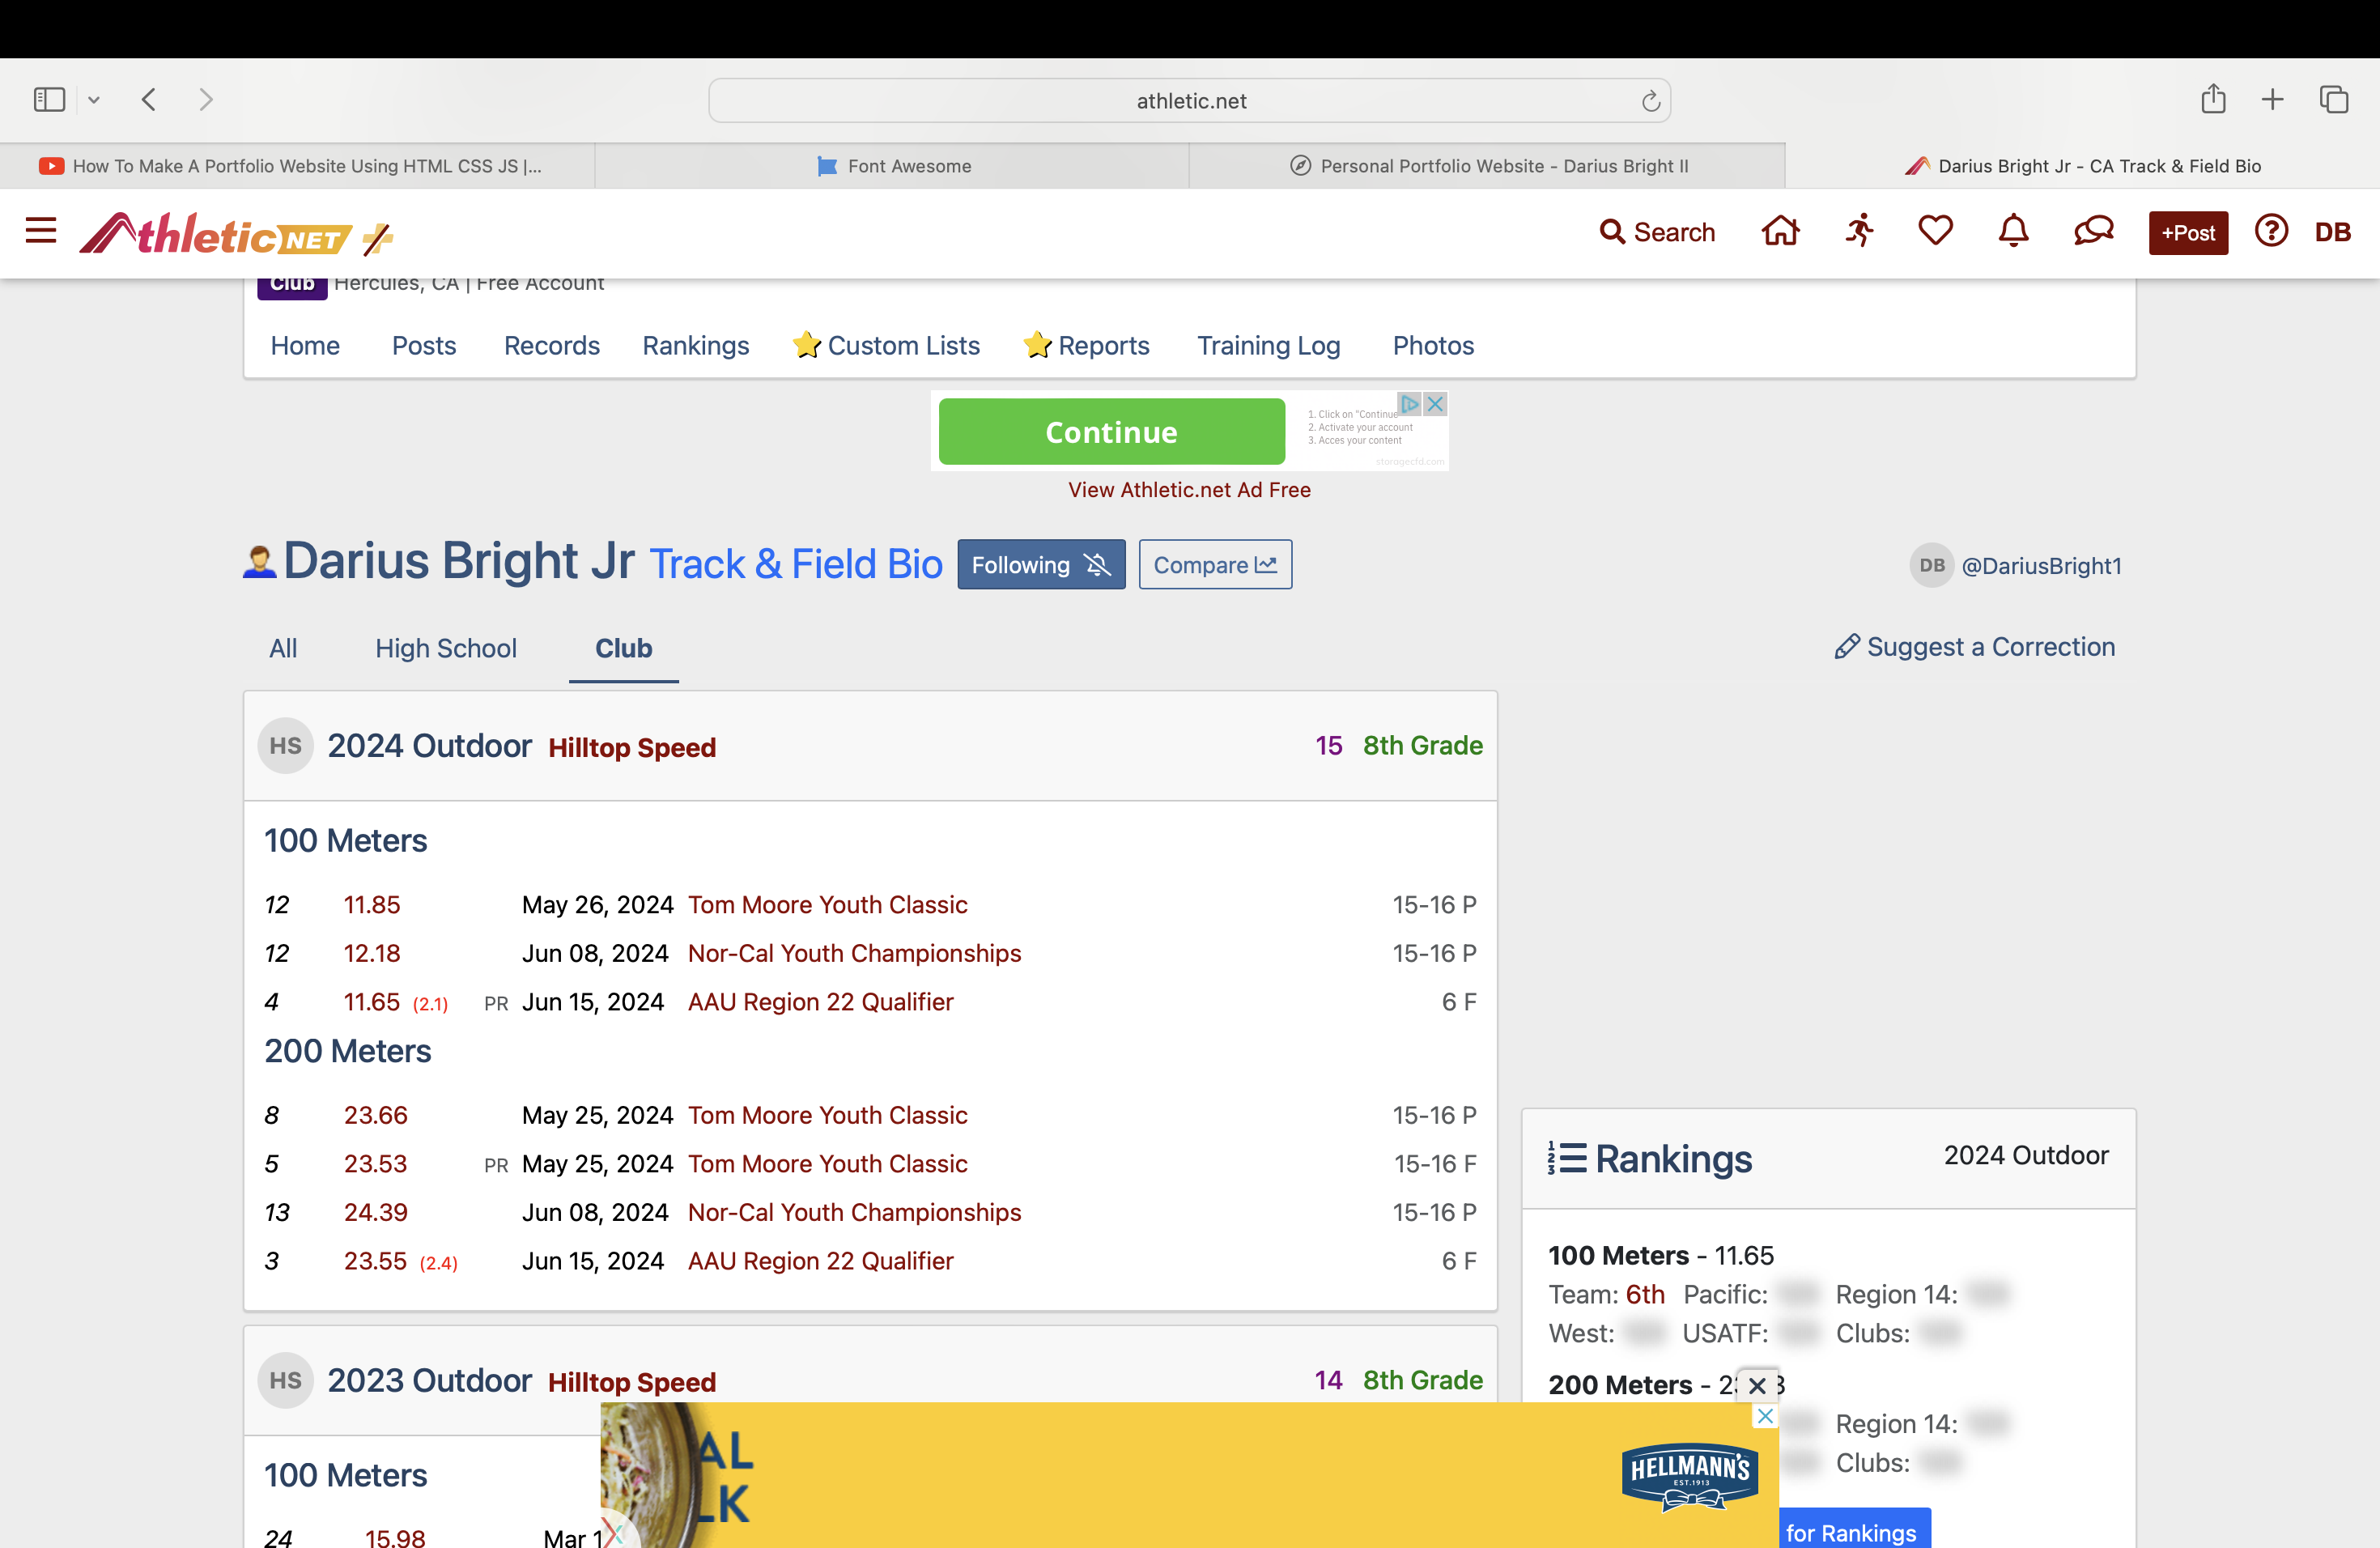 athletic.net
How To Make A Portfolio Website Using HTML CSS JS |...
Font Awesome
Personal Portfolio Website - Darius Bright II
Darius Bright Jr - CA Track & Field Bio
Athletic NET
Search
+Post
DB
Club Hercules, CA | Free Account
Home Posts Records Rankings Custom Lists Reports Training Log Photos
Continue
1. Click on "Continue
2. Activate your account
3. Acces your content
storagecfd.com
View Athletic.net Ad Free
Darius Bright Jr Track & Field Bio Following Compare
DB @DariusBright1
All High School Club
Suggest a Correction
HS 2024 Outdoor Hilltop Speed 15 8th Grade
100 Meters
12 11.85 May 26, 2024 Tom Moore Youth Classic 15-16 P
12 12.18 Jun 08, 2024 Nor-Cal Youth Championships 15-16 P
4 11.65 (2.1) PR Jun 15, 2024 AAU Region 22 Qualifier 6 F
200 Meters
8 23.66 May 25, 2024 Tom Moore Youth Classic 15-16 P
5 23.53 PR May 25, 2024 Tom Moore Youth Classic 15-16 F
13 24.39 Jun 08, 2024 Nor-Cal Youth Championships 15-16 P
3 23.55 (2.4) Jun 15, 2024 AAU Region 22 Qualifier 6 F
HS 2023 Outdoor Hilltop Speed 14 8th Grade
100 Meters
24 15.98 Mar 1
Rankings 2024 Outdoor
100 Meters - 11.65
Team: 6th Pacific: Region 14:
West: USATF: Clubs:
200 Meters - 2
Region 14:
Clubs:
for Rankings
AL
LK
HELLMANN'S
EST.1913